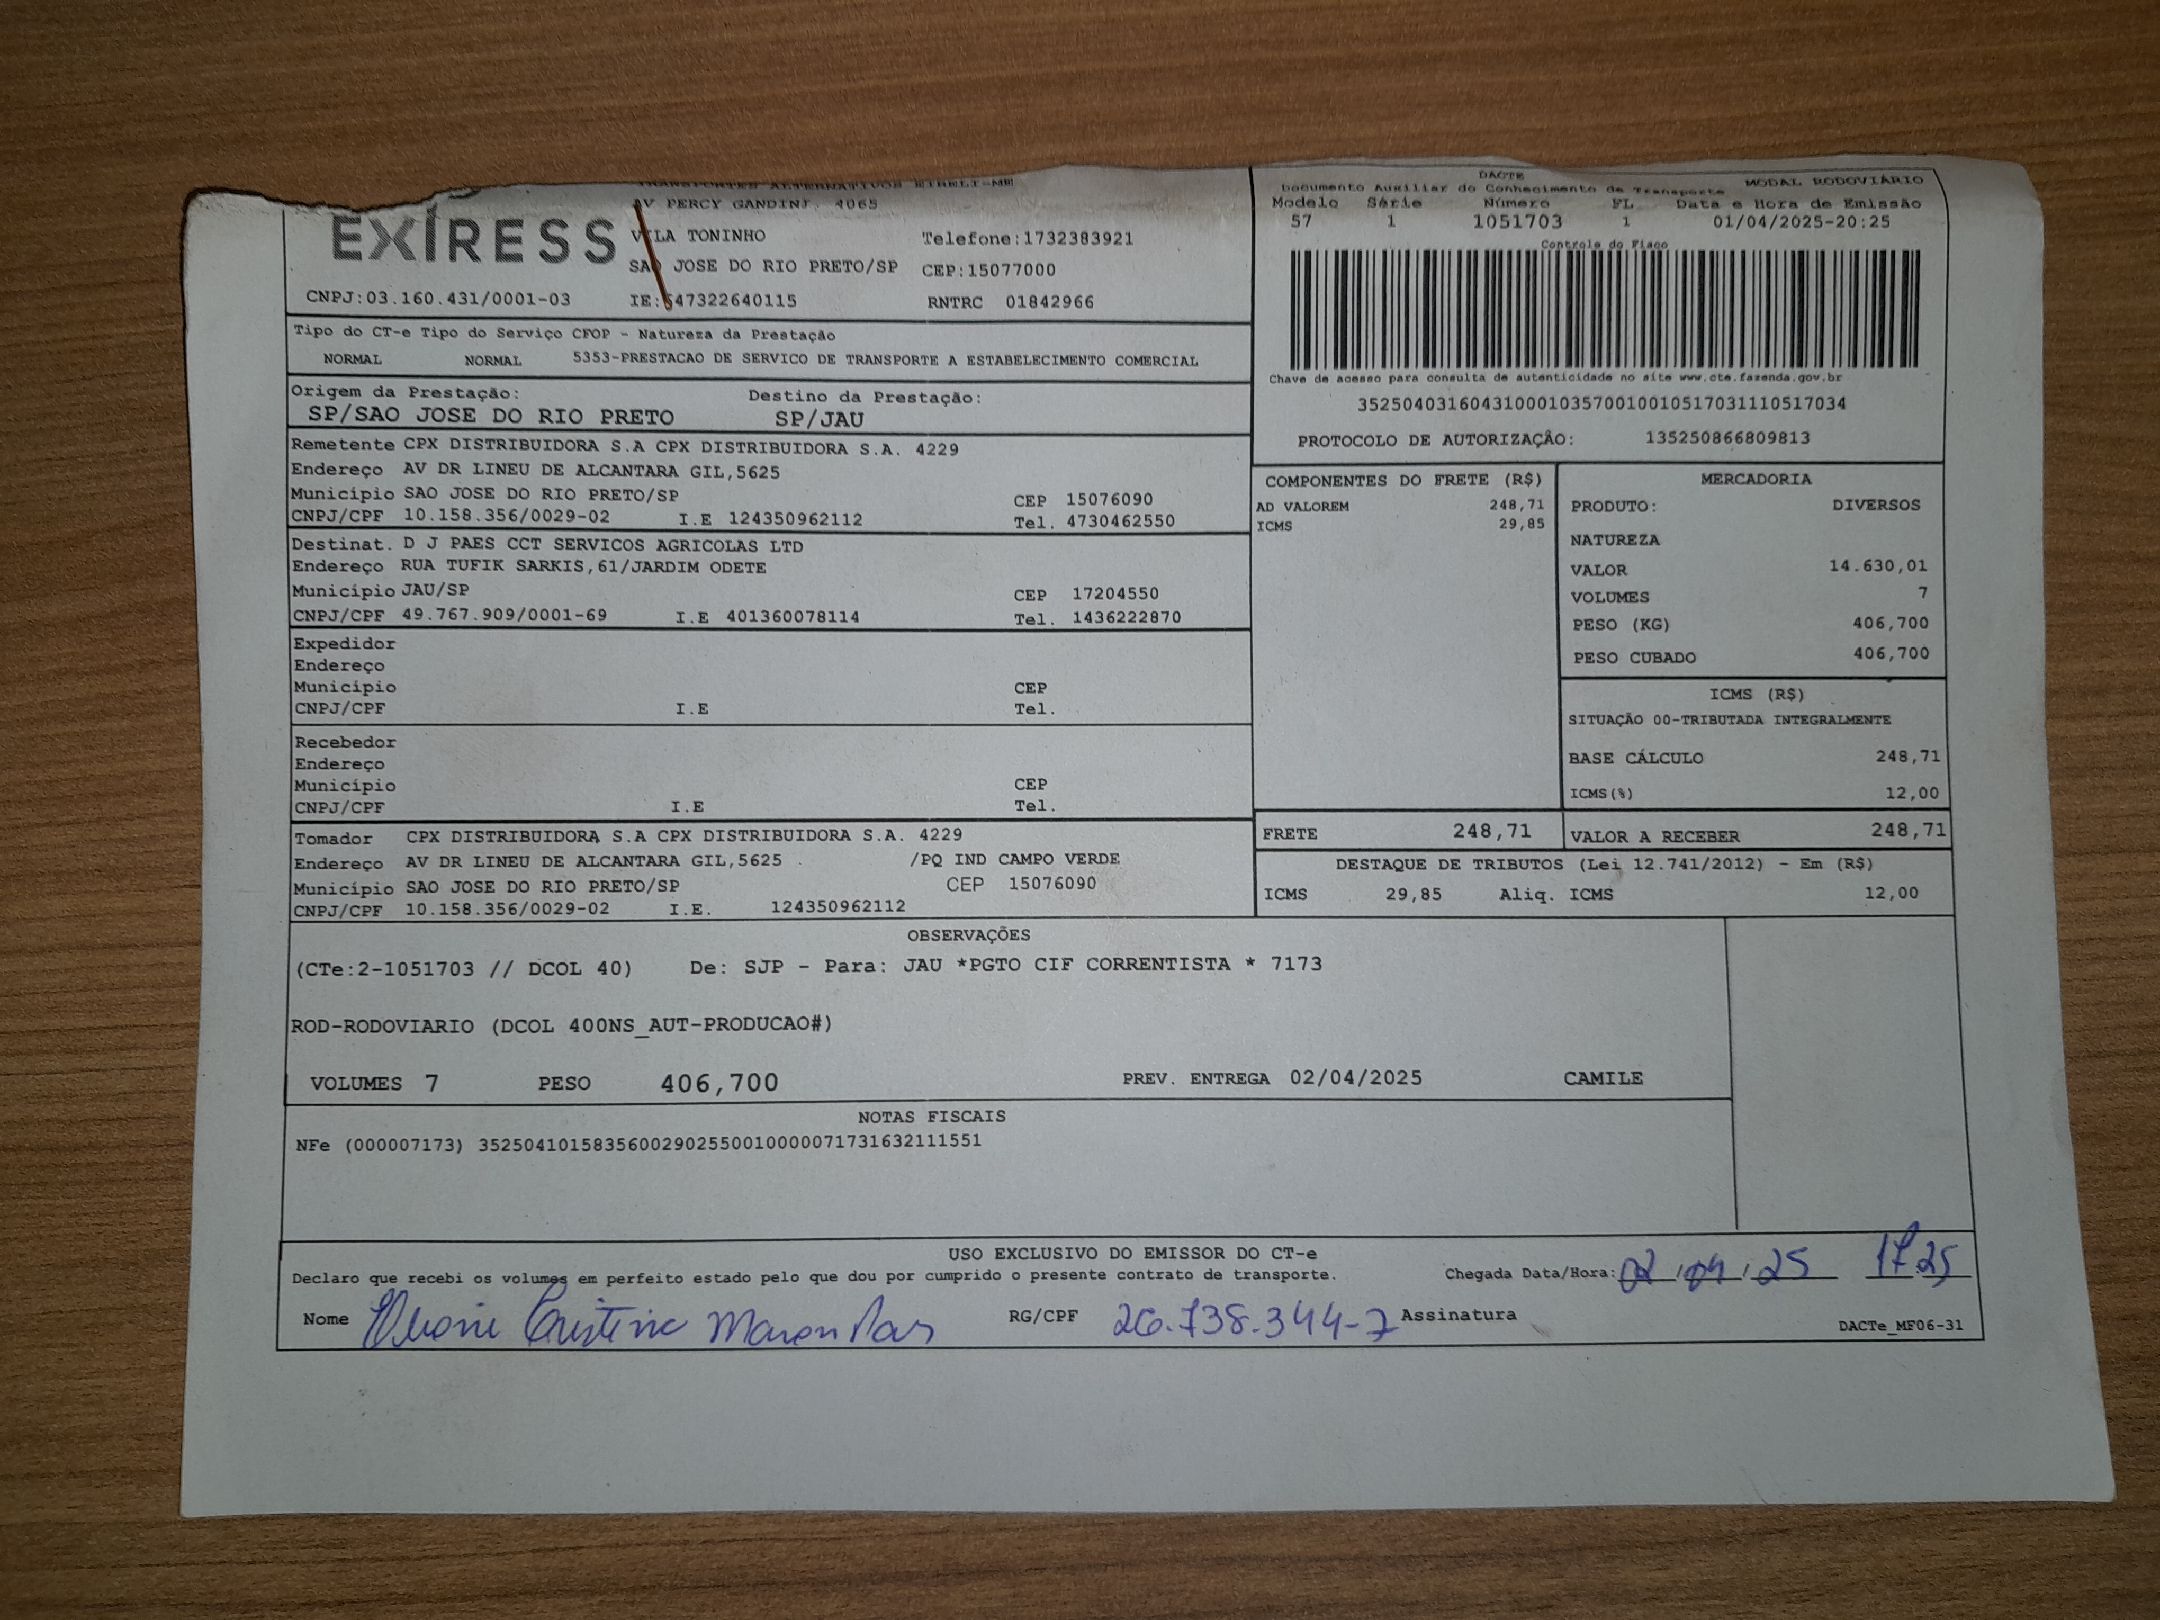 TRANSPORTES ALTERNATIVOS EIRELI-ME
AV PERCY GANDINI, 4065
EXÍRESS
VILA TONINHO Telefone:1732383921
SAO JOSE DO RIO PRETO/SP CEP:15077000
CNPJ:03.160.431/0001-03 IE:647322640115 RNTRC 01842966
DACTE
Documento Auxiliar do Conhecimento de Transporte MODAL RODOVIÁRIO
Modelo Série Número FL Data e Hora de Emissão
57 1 1051703 1 01/04/2025-20:25
Controle do Fisco
Chave de acesso para consulta de autenticidade no site www.cte.fazenda.gov.br
35250403160431000103570010010517031110517034
PROTOCOLO DE AUTORIZAÇÃO: 135250866809813
Tipo do CT-e Tipo do Serviço CFOP - Natureza da Prestação
NORMAL NORMAL 5353-PRESTACAO DE SERVICO DE TRANSPORTE A ESTABELECIMENTO COMERCIAL
Origem da Prestação: Destino da Prestação:
SP/SAO JOSE DO RIO PRETO SP/JAU
Remetente CPX DISTRIBUIDORA S.A CPX DISTRIBUIDORA S.A. 4229
Endereço AV DR LINEU DE ALCANTARA GIL,5625
Município SAO JOSE DO RIO PRETO/SP CEP 15076090
CNPJ/CPF 10.158.356/0029-02 I.E 124350962112 Tel. 4730462550
Destinat. D J PAES CCT SERVICOS AGRICOLAS LTD
Endereço RUA TUFIK SARKIS,61/JARDIM ODETE
Município JAU/SP CEP 17204550
CNPJ/CPF 49.767.909/0001-69 I.E 401360078114 Tel. 1436222870
Expedidor
Endereço
Município CEP
CNPJ/CPF I.E Tel.
Recebedor
Endereço
Município CEP
CNPJ/CPF I.E Tel.
Tomador CPX DISTRIBUIDORA S.A CPX DISTRIBUIDORA S.A. 4229
Endereço AV DR LINEU DE ALCANTARA GIL,5625 /PQ IND CAMPO VERDE
Município SAO JOSE DO RIO PRETO/SP CEP 15076090
CNPJ/CPF 10.158.356/0029-02 I.E. 124350962112
COMPONENTES DO FRETE (R$)
AD VALOREM 248,71
ICMS 29,85
MERCADORIA
PRODUTO: DIVERSOS
NATUREZA
VALOR 14.630,01
VOLUMES 7
PESO (KG) 406,700
PESO CUBADO 406,700
ICMS (R$)
SITUAÇÃO 00-TRIBUTADA INTEGRALMENTE
BASE CÁLCULO 248,71
ICMS(%) 12,00
FRETE 248,71 VALOR A RECEBER 248,71
DESTAQUE DE TRIBUTOS (Lei 12.741/2012) - Em (R$)
ICMS 29,85 Aliq. ICMS 12,00
OBSERVAÇÕES
(CTe:2-1051703 // DCOL 40) De: SJP - Para: JAU *PGTO CIF CORRENTISTA * 7173
ROD-RODOVIARIO (DCOL 400NS_AUT-PRODUCAO#)
VOLUMES 7 PESO 406,700 PREV. ENTREGA 02/04/2025 CAMILE
NOTAS FISCAIS
NFe (000007173) 35250410158356002902550010000071731632111551
USO EXCLUSIVO DO EMISSOR DO CT-e
Declaro que recebi os volumes em perfeito estado pelo que dou por cumprido o presente contrato de transporte. Chegada Data/Hora: 02/04/25 17:25
Nome Cristina RG/CPF 26.738.344-7 Assinatura
DACTe_MF06-31